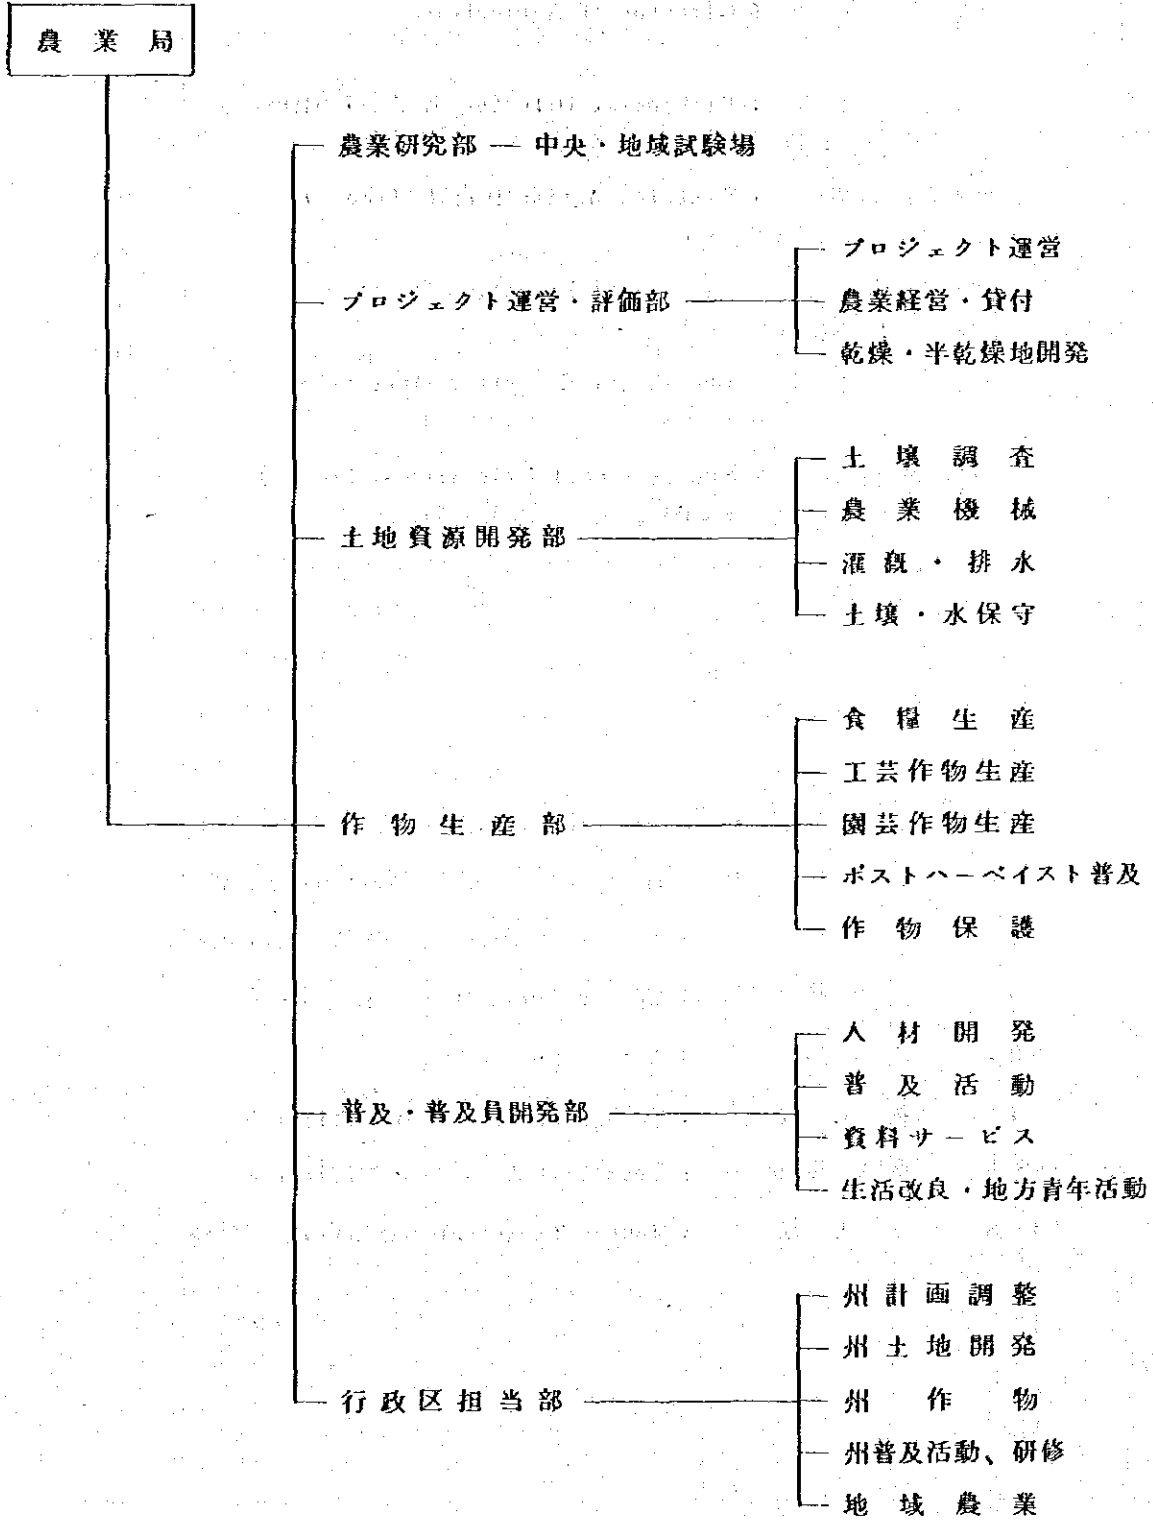 農業局
農業研究部 — 中央・地域試験場
プロジェクト運営・評価部
プロジェクト運営
農業経営・貸付
乾燥・半乾燥地開発
土地資源開発部
土壌調査
農業機械
灌漑・排水
土壌・水保守
作物生産部
食糧生産
工芸作物生産
園芸作物生産
ポストハーベイスト普及
作物保護
普及・普及員開発部
人材開発
普及活動
資料サービス
生活改良・地方青年活動
行政区担当部
州計画調整
州土地開発
州作物
州普及活動、研修
地域農業